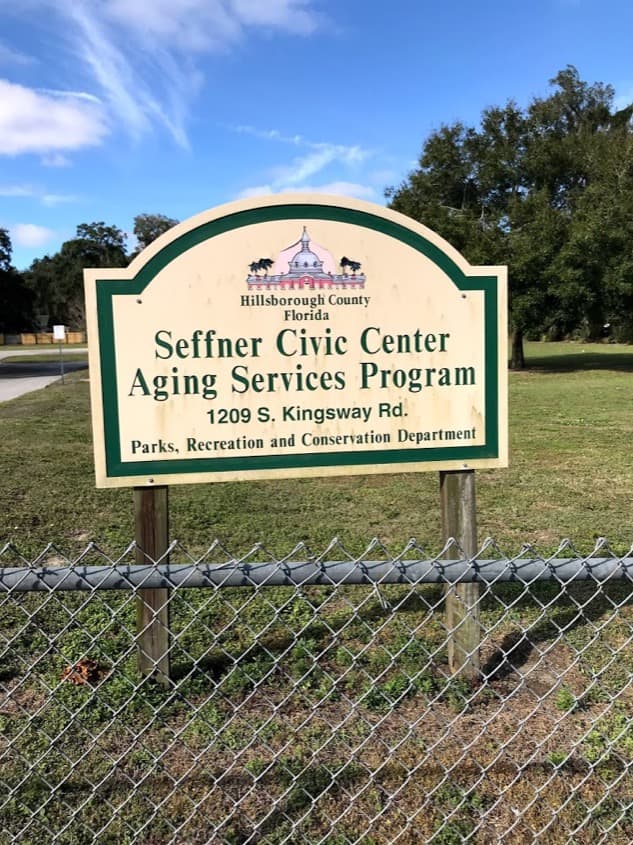 Hillsborough County
Florida
Seffner Civic Center
Aging Services Program
1209 S. Kingsway Rd.
Parks, Recreation and Conservation Department